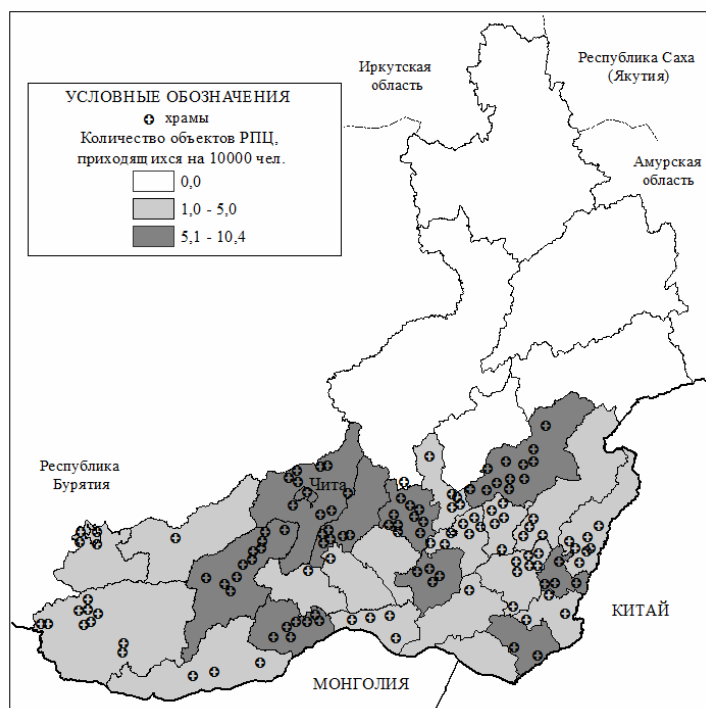 Республика Саха
(Якутия)
Иркутская
область
УСЛОВНЫЕ ОБОЗНАЧЕНИЯ
храмы
Количество объектов РПЦ,
приходящихся на 10000 чел.
0,0
1,0 - 5,0
5,1 - 10,4
Амурская
область
Республика
Бурятия
Чита
КИТАЙ
МОНГОЛИЯ